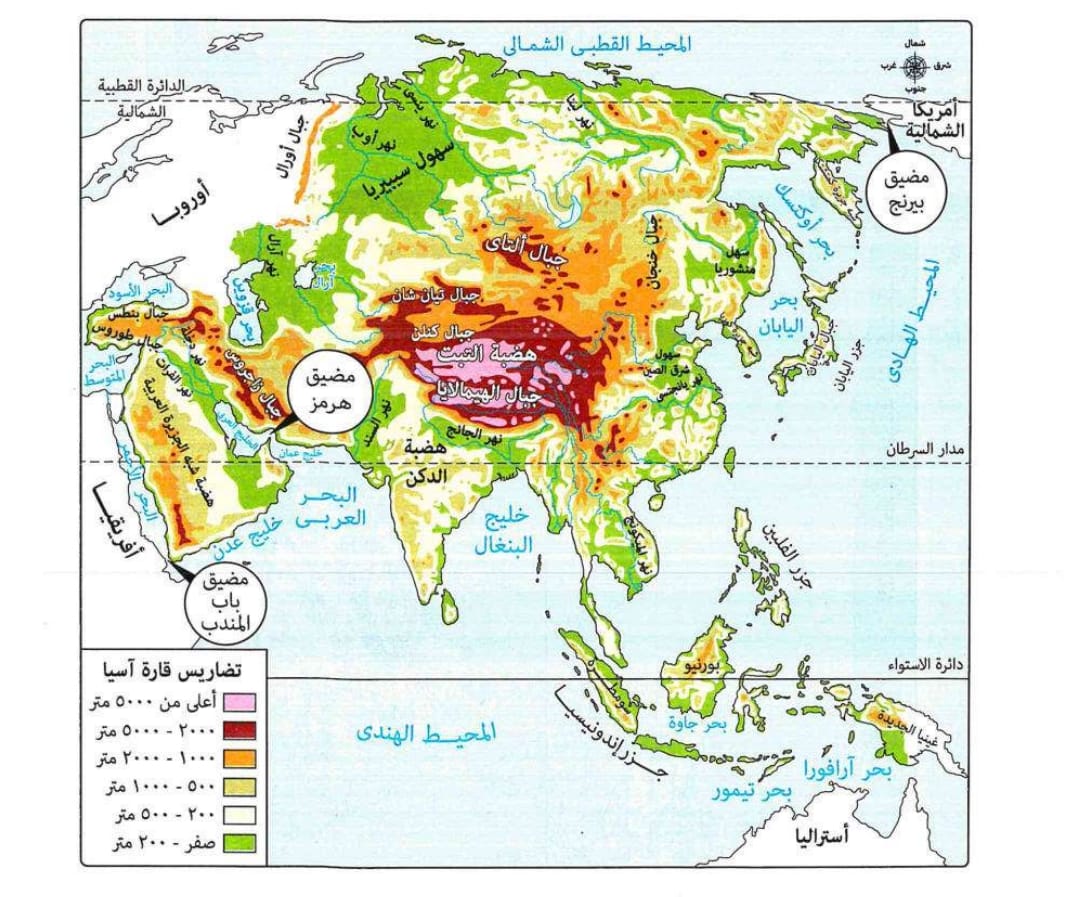 المحيط القطبى الشمالى
شمال
شرق
غرب
جنوب
الدائرة القطبية
الشمالية
أمريكا
الشمالية
مضيق
بيرنج
نهر ينسى
نهر لينا
نهر أوب
سهول سيبيريا
جبال أورال
أوروبا
بحر أوكتسك
المحيط الهادى
جبال ألتاى
جبال خنجان
سهل
منشوريا
نهر أرال
بحر
آرال
بحر قزوين
البحر الأسود
جبال بنطس
جبال طوروس
جبال تيان شان
جبال كنلن
هضبة التبت
جبال الهيمالايا
بحر
اليابان
جزر اليابان
سهول
شرق الصين
نهر يانجتسى
البحر
المتوسط
نهر دجلة
نهر الفرات
جبال زاجروس
مضيق
هرمز
الخليج العربى
خليج عمان
نهر السند
نهر الجانج
هضبة
الدكن
مدار السرطان
هضبة شبه الجزيرة العربية
البحر الأحمر
أفريقيا
خليج عدن
البحر
العربى
خليج
البنغال
نهر الميكونج
جزر الفلبين
مضيق
باب
المندب
دائرة الاستواء
بورنيو
سومطرة
بحر جاوة
غينيا الجديدة
جزر إندونيسيا
المحيط الهندى
بحر آرافورا
بحر تيمور
أستراليا
تضاريس قارة آسيا
أعلى من ٥٠٠٠ متر
٢٠٠٠ - ٥٠٠٠ متر
١٠٠٠ - ٢٠٠٠ متر
٥٠٠ - ١٠٠٠ متر
٢٠٠ - ٥٠٠ متر
صفر - ٢٠٠ متر